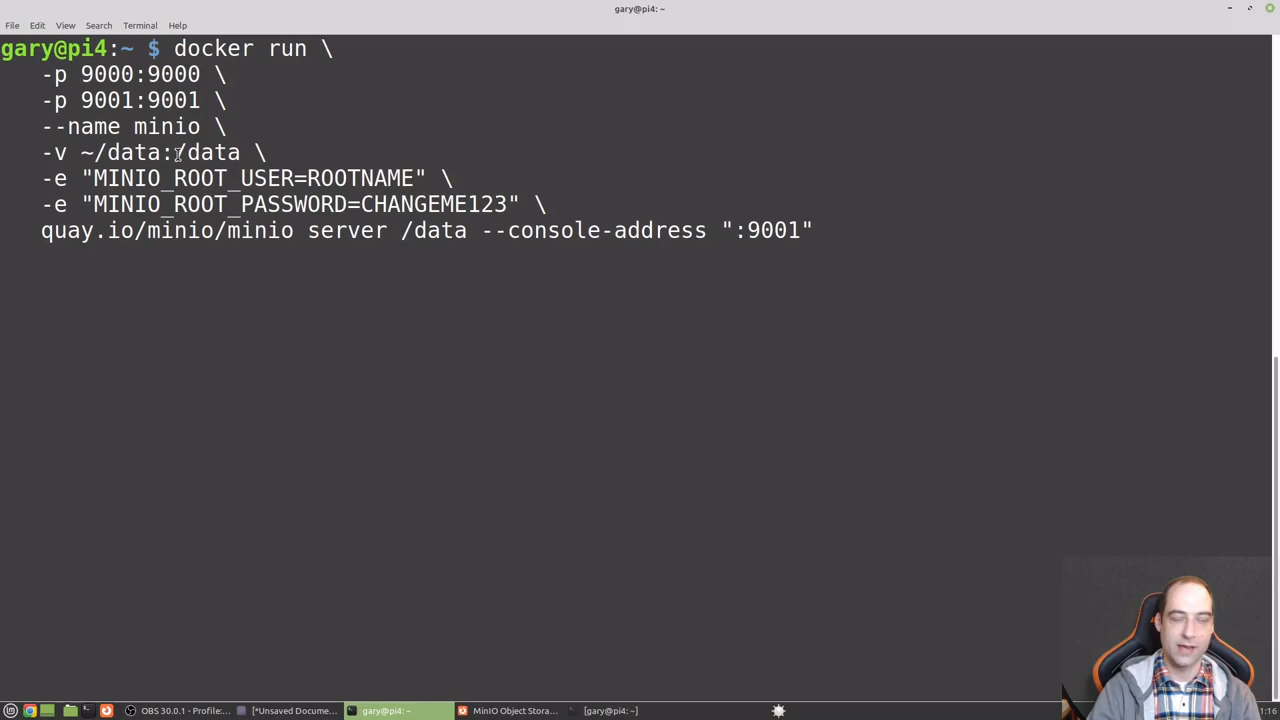 gary@pi4: ~
File Edit View Search Terminal Help
gary@pi4:~ $ docker run \
-p 9000:9000 \
-p 9001:9001 \
--name minio \
-v ~/data:/data \
-e "MINIO_ROOT_USER=ROOTNAME" \
-e "MINIO_ROOT_PASSWORD=CHANGEME123" \
quay.io/minio/minio server /data --console-address ":9001"
OBS 30.0.1 - Profile:... [*Unsaved Docume... gary@pi4: ~ MinIO Object Stora... [gary@pi4: ~] 1:16